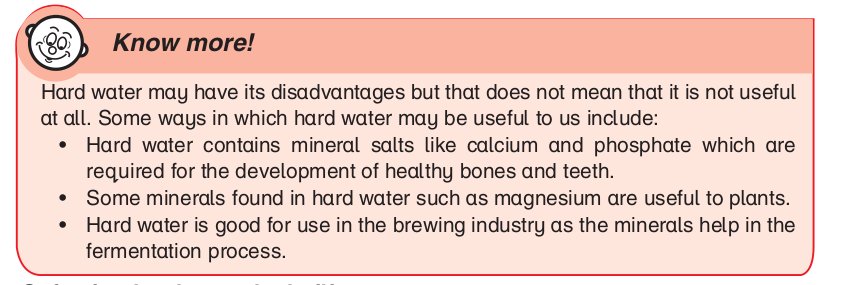 Know more!
Hard water may have its disadvantages but that does not mean that it is not useful
at all. Some ways in which hard water may be useful to us include:
• Hard water contains mineral salts like calcium and phosphate which are
required for the development of healthy bones and teeth.
• Some minerals found in hard water such as magnesium are useful to plants.
• Hard water is good for use in the brewing industry as the minerals help in the
fermentation process.